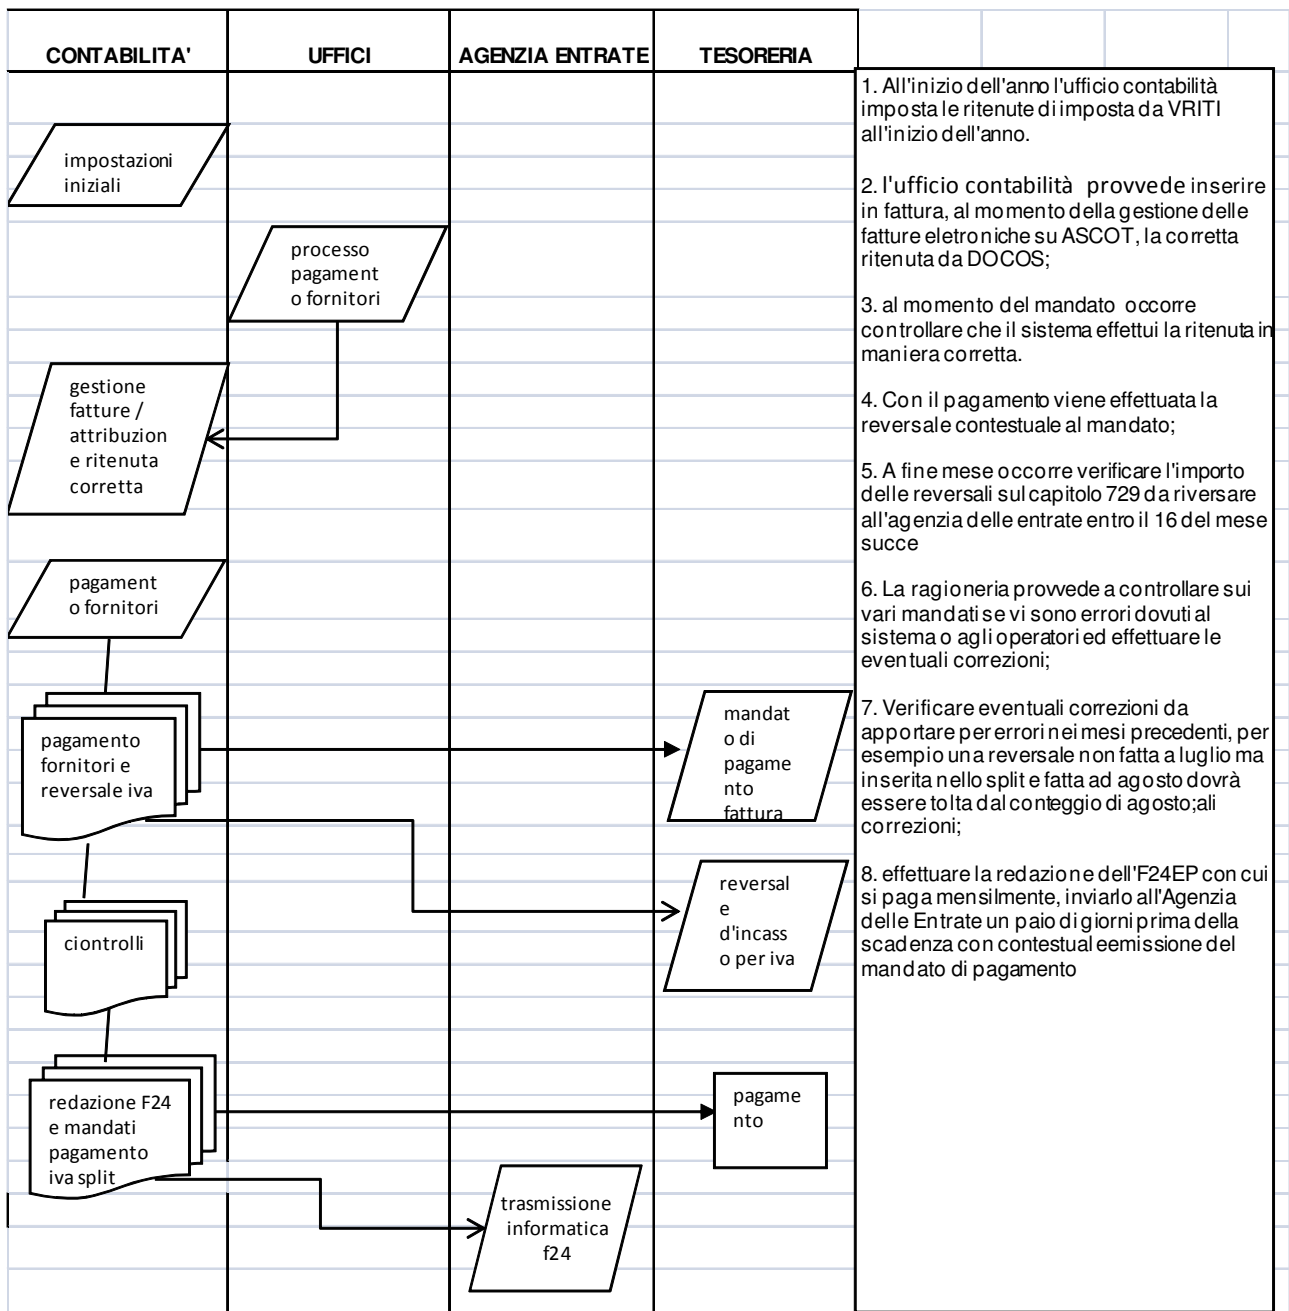 CONTABILITA'
UFFICI
AGENZIA ENTRATE
TESORERIA
impostazioni
iniziali
processo
pagament
o fornitori
gestione
fatture /
attribuzion
e ritenuta
corretta
pagament
o fornitori
pagamento
fornitori e
reversale iva
mandat
o di
pagame
nto
fattura
reversal
e
d'incass
o per iva
ciontrolli
redazione F24
e mandati
pagamento
iva split
pagame
nto
trasmissione
informatica
f24
1. All'inizio dell'anno l'ufficio contabilità
imposta le ritenute di imposta da VRITI
all'inizio dell'anno.
2. l'ufficio contabilità provvede inserire
in fattura, al momento della gestione delle
fatture eletroniche su ASCOT, la corretta
ritenuta da DOCOS;
3. al momento del mandato occorre
controllare che il sistema effettui la ritenuta in
maniera corretta.
4. Con il pagamento viene effettuata la
reversale contestuale al mandato;
5. A fine mese occorre verificare l'importo
delle reversali sul capitolo 729 da riversare
all'agenzia delle entrate entro il 16 del mese
succe
6. La ragioneria provvede a controllare sui
vari mandati se vi sono errori dovuti al
sistema o agli operatori ed effettuare le
eventuali correzioni;
7. Verificare eventuali correzioni da
apportare per errori nei mesi precedenti, per
esempio una reversale non fatta a luglio ma
inserita nello split e fatta ad agosto dovrà
essere tolta dal conteggio di agosto;ali
correzioni;
8. effettuare la redazione dell'F24EP con cui
si paga mensilmente, inviarlo all'Agenzia
delle Entrate un paio di giorni prima della
scadenza con contestualeemissione del
mandato di pagamento